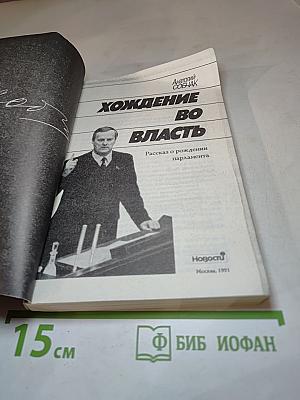 Анатолий
СОБЧАК
ХОЖДЕНИЕ
ВО
ВЛАСТЬ
Рассказ о рождении
парламента
Новости
Москва, 1991
15 см
Ф БИБ ИОФАН